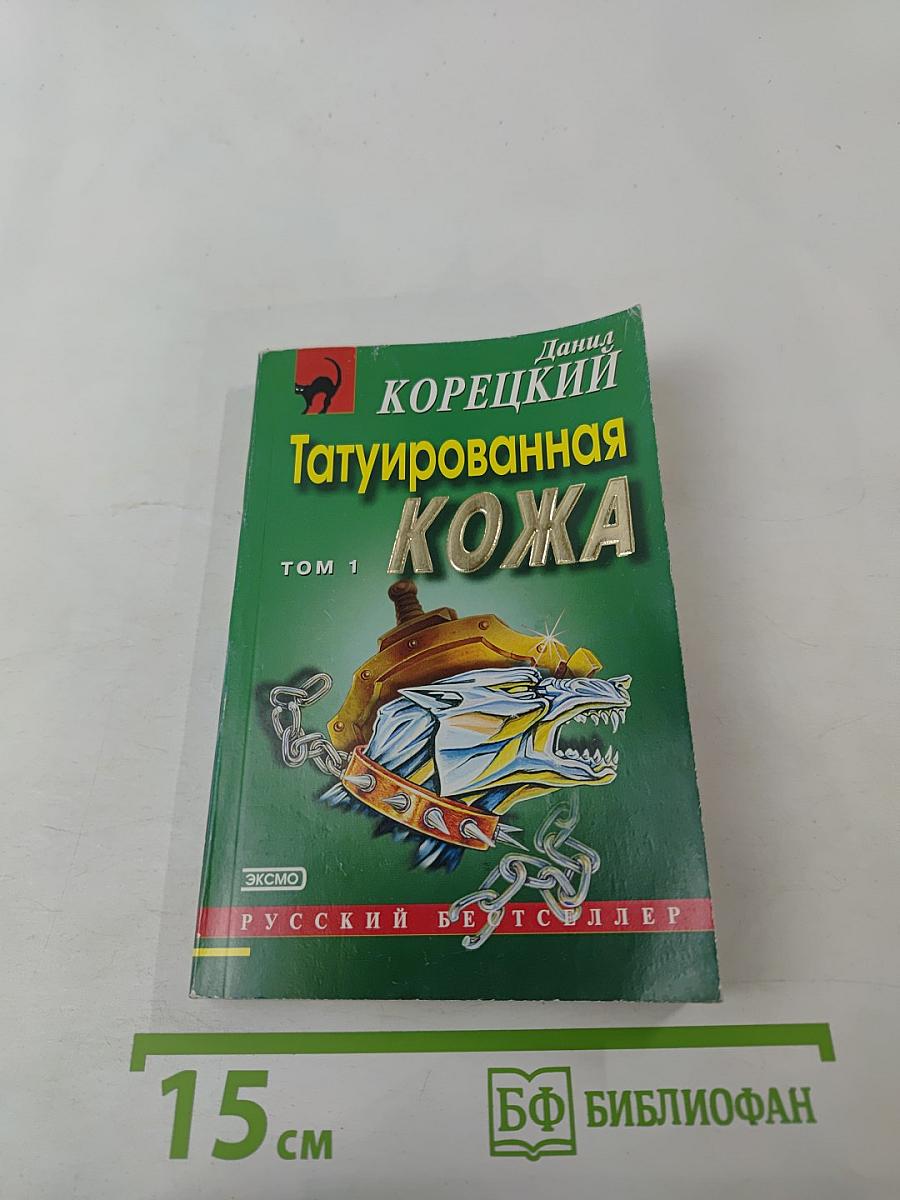 Данил
КОРЕЦКИЙ
Татуированная
КОЖА
ТОМ 1
ЭКСМО
РУССКИЙ БЕСТСЕЛЛЕР
15 см
БФ БИБЛИОФАН